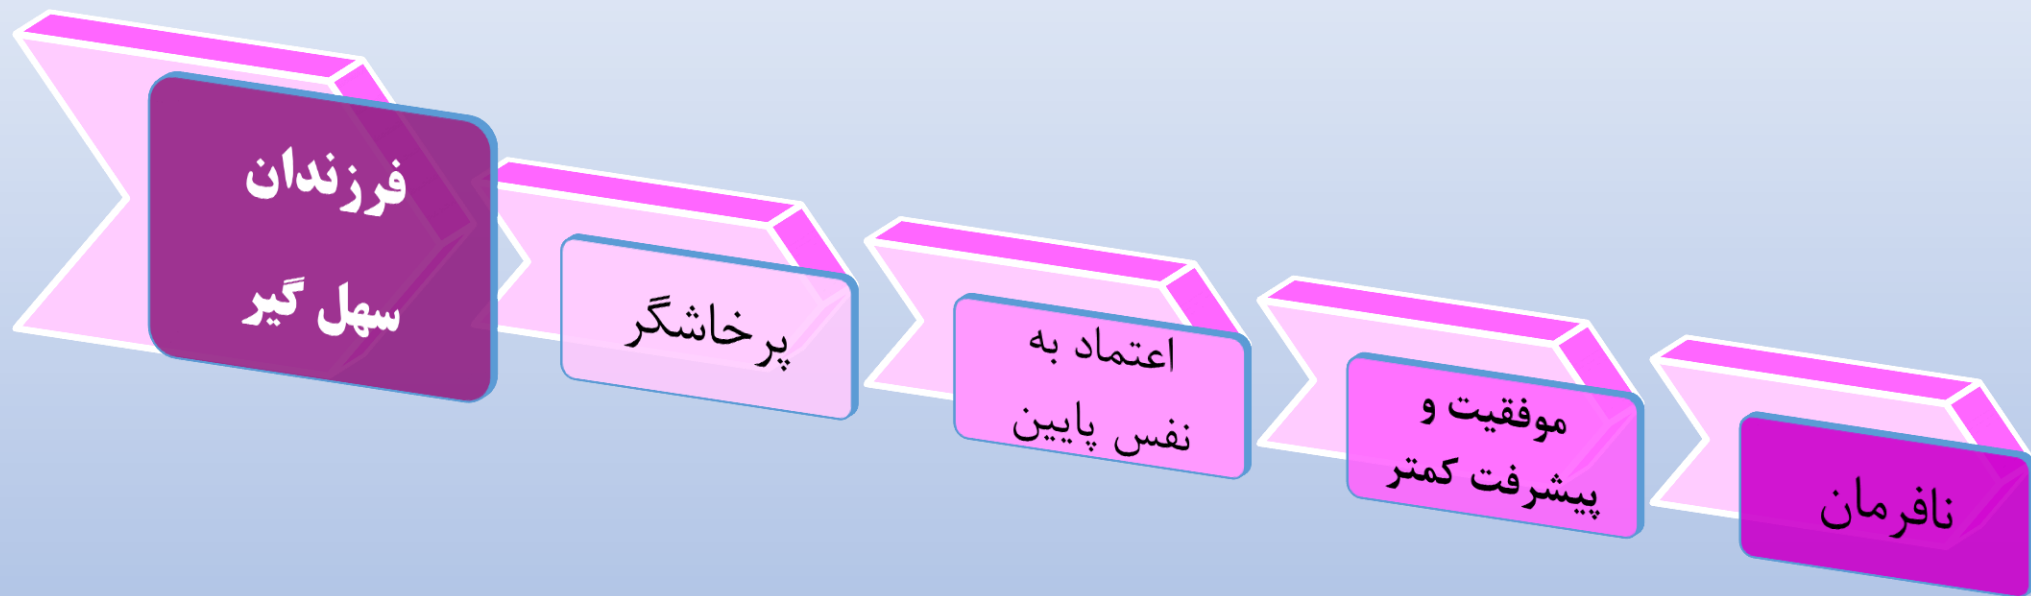 فرزندان
سهل گیر
پرخاشگر
اعتماد به
نفس پایین
موفقیت و
پیشرفت کمتر
نافرمان